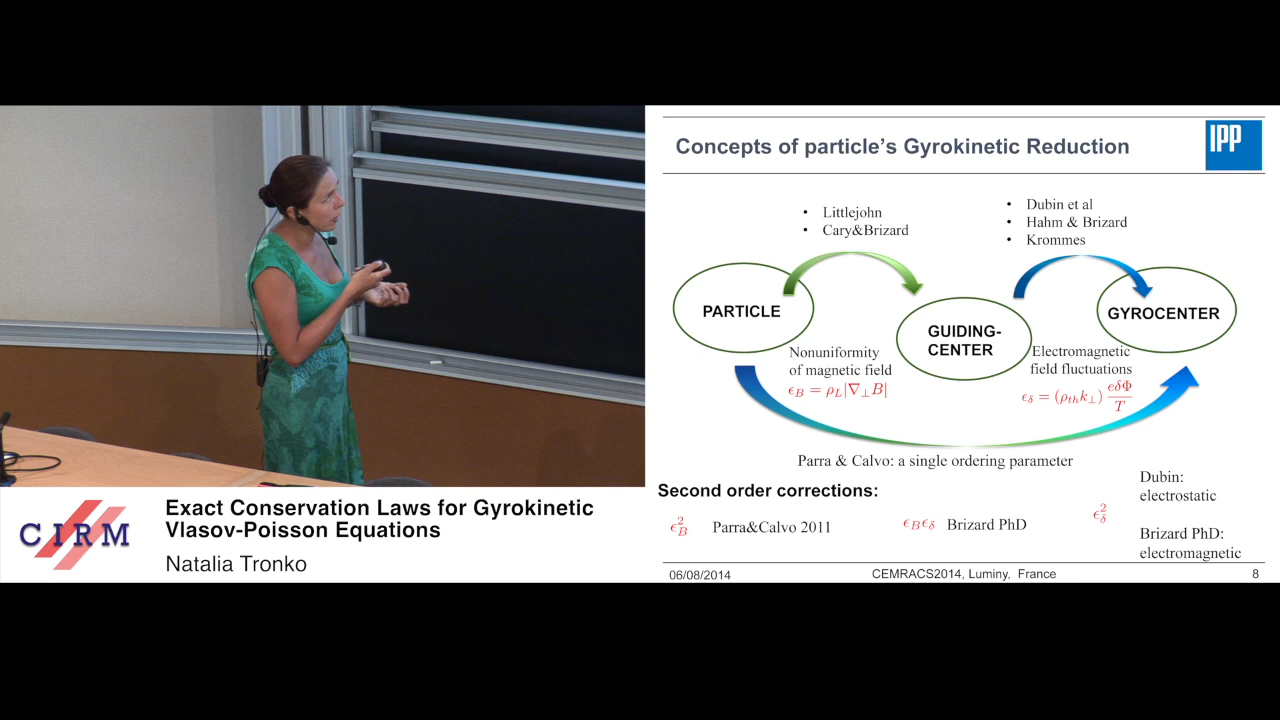 Concepts of particle's Gyrokinetic Reduction
IPP
• Littlejohn
• Cary&Brizard
• Dubin et al
• Hahm & Brizard
• Krommes
PARTICLE
GUIDING-
CENTER
GYROCENTER
Nonuniformity
of magnetic field
ϵ_B = ρ_L|∇_⊥B|
Electromagnetic
field fluctuations
ϵ_δ = (ρ_th k_⊥) eδΦ/T
Parra & Calvo: a single ordering parameter
Second order corrections:
ϵ_B^2 Parra&Calvo 2011
ϵ_Bϵ_δ Brizard PhD
ϵ_δ^2
Dubin:
electrostatic
Brizard PhD:
electromagnetic
06/08/2014 CEMRACS2014, Luminy, France 8
CIRM
Exact Conservation Laws for Gyrokinetic
Vlasov-Poisson Equations
Natalia Tronko